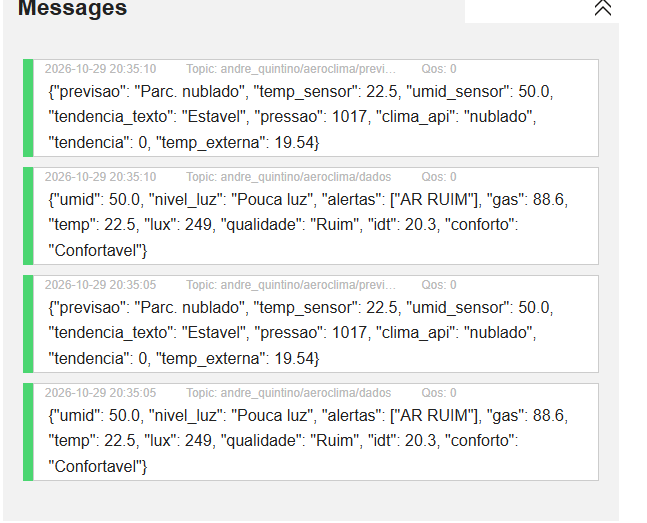 Messages
2026-10-29 20:35:10 Topic: andre_quintino/aeroclima/previ... Qos: 0
{"previsao": "Parc. nublado", "temp_sensor": 22.5, "umid_sensor": 50.0,
"tendencia_texto": "Estavel", "pressao": 1017, "clima_api": "nublado",
"tendencia": 0, "temp_externa": 19.54}
2026-10-29 20:35:10 Topic: andre_quintino/aeroclima/dados Qos: 0
{"umid": 50.0, "nivel_luz": "Pouca luz", "alertas": ["AR RUIM"], "gas": 88.6,
"temp": 22.5, "lux": 249, "qualidade": "Ruim", "idt": 20.3, "conforto":
"Confortavel"}
2026-10-29 20:35:05 Topic: andre_quintino/aeroclima/previ... Qos: 0
{"previsao": "Parc. nublado", "temp_sensor": 22.5, "umid_sensor": 50.0,
"tendencia_texto": "Estavel", "pressao": 1017, "clima_api": "nublado",
"tendencia": 0, "temp_externa": 19.54}
2026-10-29 20:35:05 Topic: andre_quintino/aeroclima/dados Qos: 0
{"umid": 50.0, "nivel_luz": "Pouca luz", "alertas": ["AR RUIM"], "gas": 88.6,
"temp": 22.5, "lux": 249, "qualidade": "Ruim", "idt": 20.3, "conforto":
"Confortavel"}